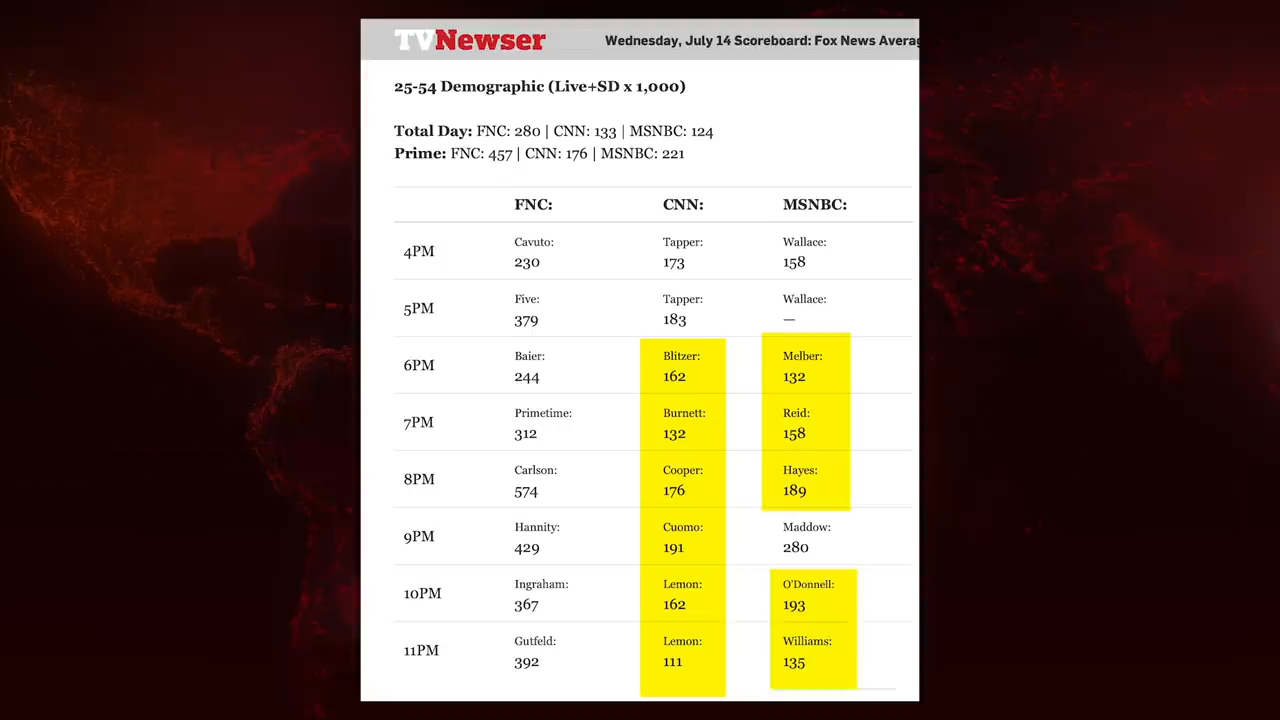 TVNewser Wednesday, July 14 Scoreboard: Fox News Averag
25-54 Demographic (Live+SD x 1,000)
Total Day: FNC: 280 | CNN: 133 | MSNBC: 124
Prime: FNC: 457 | CNN: 176 | MSNBC: 221
FNC: CNN: MSNBC:
4PM Cavuto: 230 Tapper: 173 Wallace: 158
5PM Five: 379 Tapper: 183 Wallace: —
6PM Baier: 244 Blitzer: 162 Melber: 132
7PM Primetime: 312 Burnett: 132 Reid: 158
8PM Carlson: 574 Cooper: 176 Hayes: 189
9PM Hannity: 429 Cuomo: 191 Maddow: 280
10PM Ingraham: 367 Lemon: 162 O'Donnell: 193
11PM Gutfeld: 392 Lemon: 111 Williams: 135